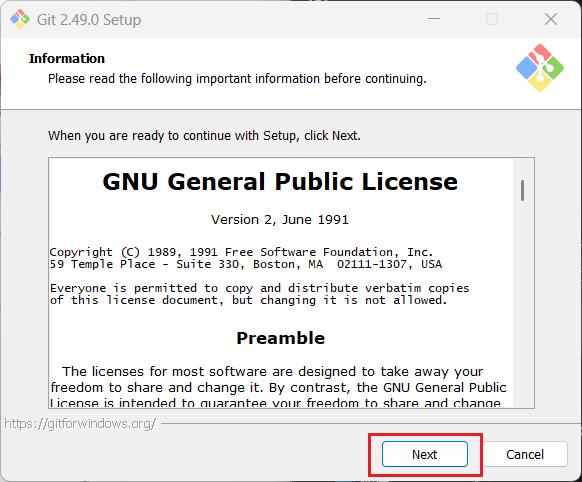 Git 2.49.0 Setup
Information
Please read the following important information before continuing.
When you are ready to continue with Setup, click Next.
GNU General Public License
Version 2, June 1991
Copyright (C) 1989, 1991 Free Software Foundation, Inc.
59 Temple Place - Suite 330, Boston, MA  02111-1307, USA
Everyone is permitted to copy and distribute verbatim copies
of this license document, but changing it is not allowed.
Preamble
The licenses for most software are designed to take away your
freedom to share and change it. By contrast, the GNU General Public
License is intended to guarantee your freedom to share and change
https://gitforwindows.org/
Next
Cancel